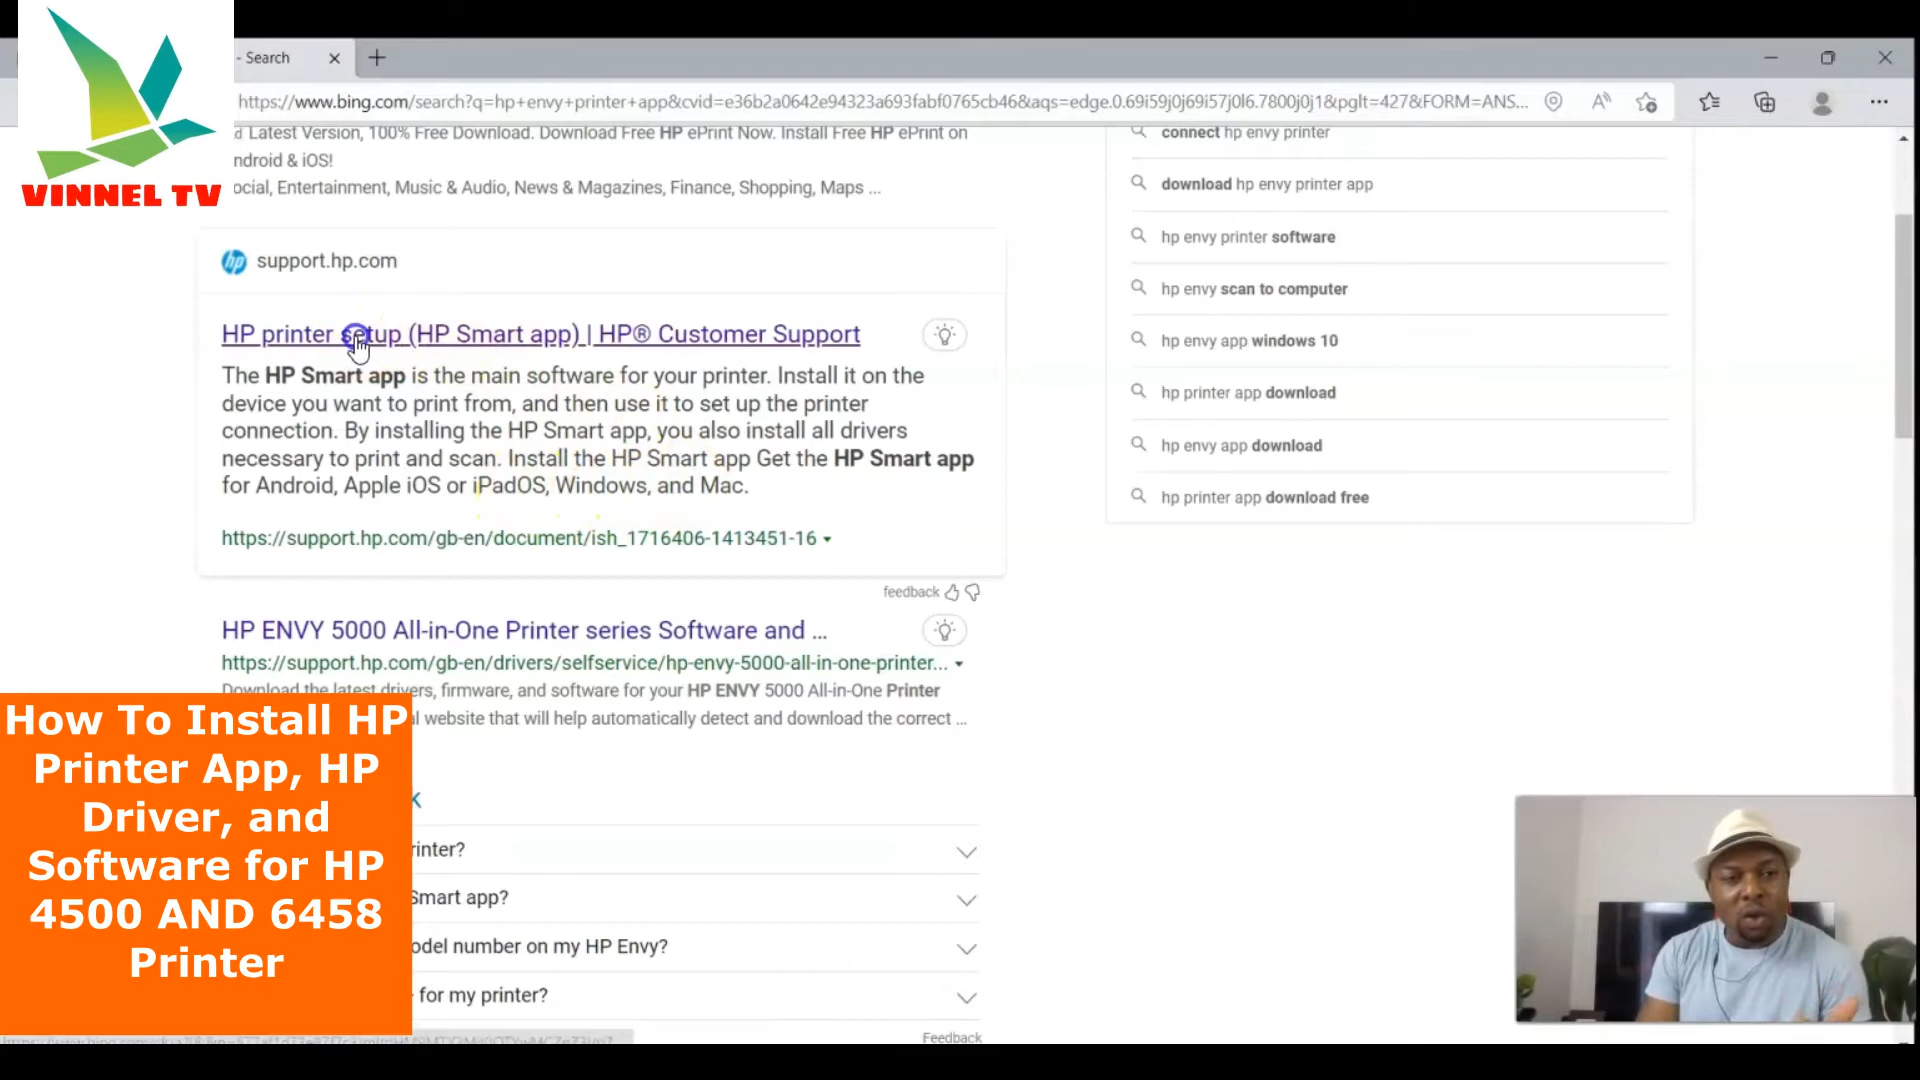 VINNEL TV
- Search
https://www.bing.com/search?q=hp+envy+printer+app&cvid=e36b2a0642e94323a693fabf0765cb46&aqs=edge.0.69i59j0j69i57j0l6.7800j0j1&pglt=427&FORM=ANS...
Latest Version, 100% Free Download. Download Free HP ePrint Now. Install Free HP ePrint on
ndroid & iOS!
ocial, Entertainment, Music & Audio, News & Magazines, Finance, Shopping, Maps ...
support.hp.com
HP printer setup (HP Smart app) | HP® Customer Support
The HP Smart app is the main software for your printer. Install it on the
device you want to print from, and then use it to set up the printer
connection. By installing the HP Smart app, you also install all drivers
necessary to print and scan. Install the HP Smart app Get the HP Smart app
for Android, Apple iOS or iPadOS, Windows, and Mac.
https://support.hp.com/gb-en/document/ish_1716406-1413451-16
feedback
HP ENVY 5000 All-in-One Printer series Software and ...
https://support.hp.com/gb-en/drivers/selfservice/hp-envy-5000-all-in-one-printer...
Download the latest drivers, firmware, and software for your HP ENVY 5000 All-in-One Printer
l website that will help automatically detect and download the correct ...
K
rinter?
Smart app?
odel number on my HP Envy?
for my printer?
Feedback
connect hp envy printer
download hp envy printer app
hp envy printer software
hp envy scan to computer
hp envy app windows 10
hp printer app download
hp envy app download
hp printer app download free
How To Install HP
Printer App, HP
Driver, and
Software for HP
4500 AND 6458
Printer